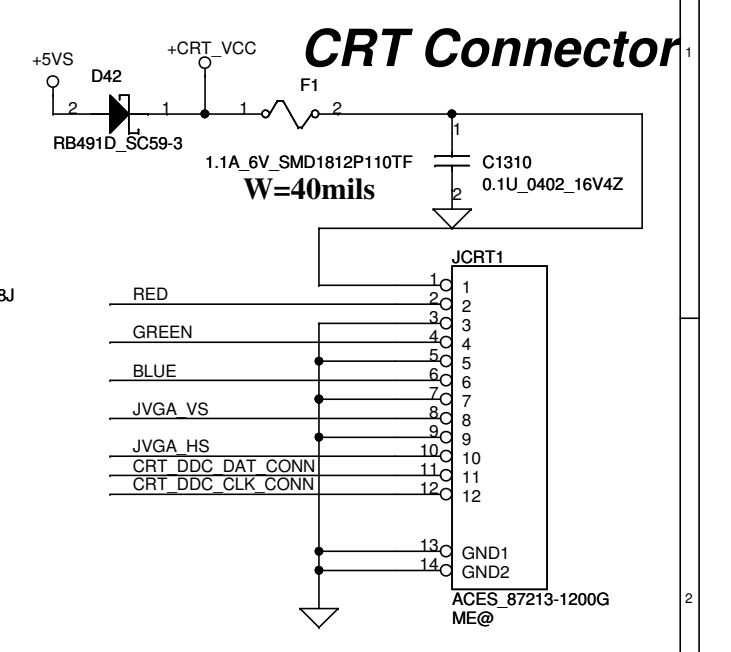 CRT Connector
1
+5VS
+CRT_VCC
D42
F1
2
1
1
2
RB491D_SC59-3
1
1.1A_6V_SMD1812P110TF
C1310
W=40mils
0.1U_0402_16V4Z
2
JCRT1
8J
RED
1
1
2
2
GREEN
3
3
4
4
5
5
BLUE
6
6
7
7
JVGA_VS
8
8
9
9
JVGA_HS
10
10
CRT_DDC_DAT_CONN
11
11
CRT_DDC_CLK_CONN
12
12
13
GND1
14
GND2
ACES_87213-1200G
ME@
2